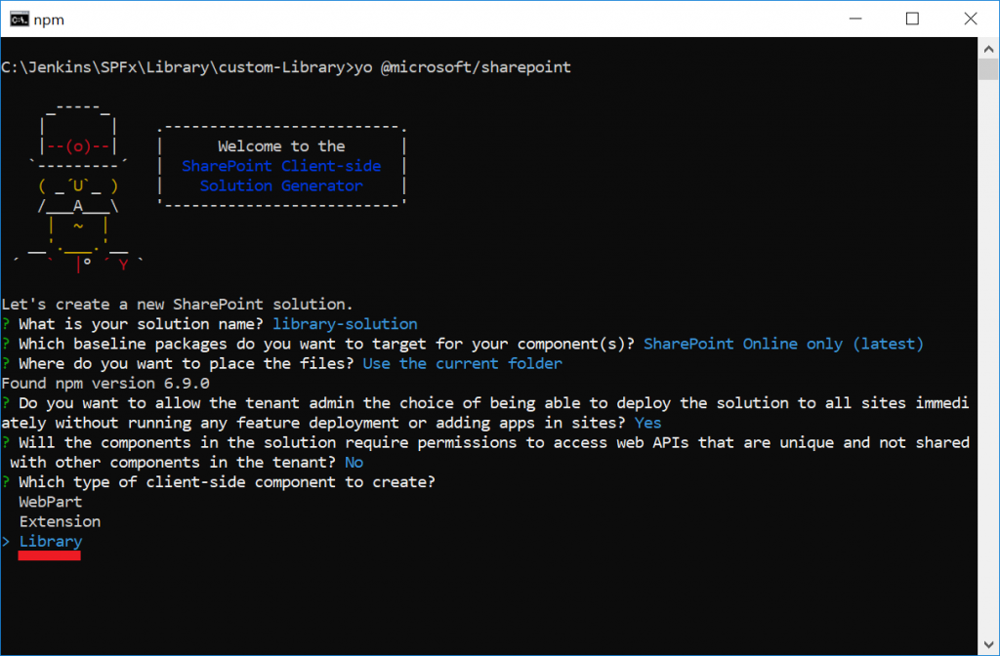 npm
C:\Jenkins\SPFx\Library\custom-Library>yo @microsoft/sharepoint
Welcome to the
SharePoint Client-side
Solution Generator
Let's create a new SharePoint solution.
? What is your solution name? library-solution
? Which baseline packages do you want to target for your component(s)? SharePoint Online only (latest)
? Where do you want to place the files? Use the current folder
Found npm version 6.9.0
? Do you want to allow the tenant admin the choice of being able to deploy the solution to all sites immedi
ately without running any feature deployment or adding apps in sites? Yes
? Will the components in the solution require permissions to access web APIs that are unique and not shared
with other components in the tenant? No
? Which type of client-side component to create?
WebPart
Extension
> Library